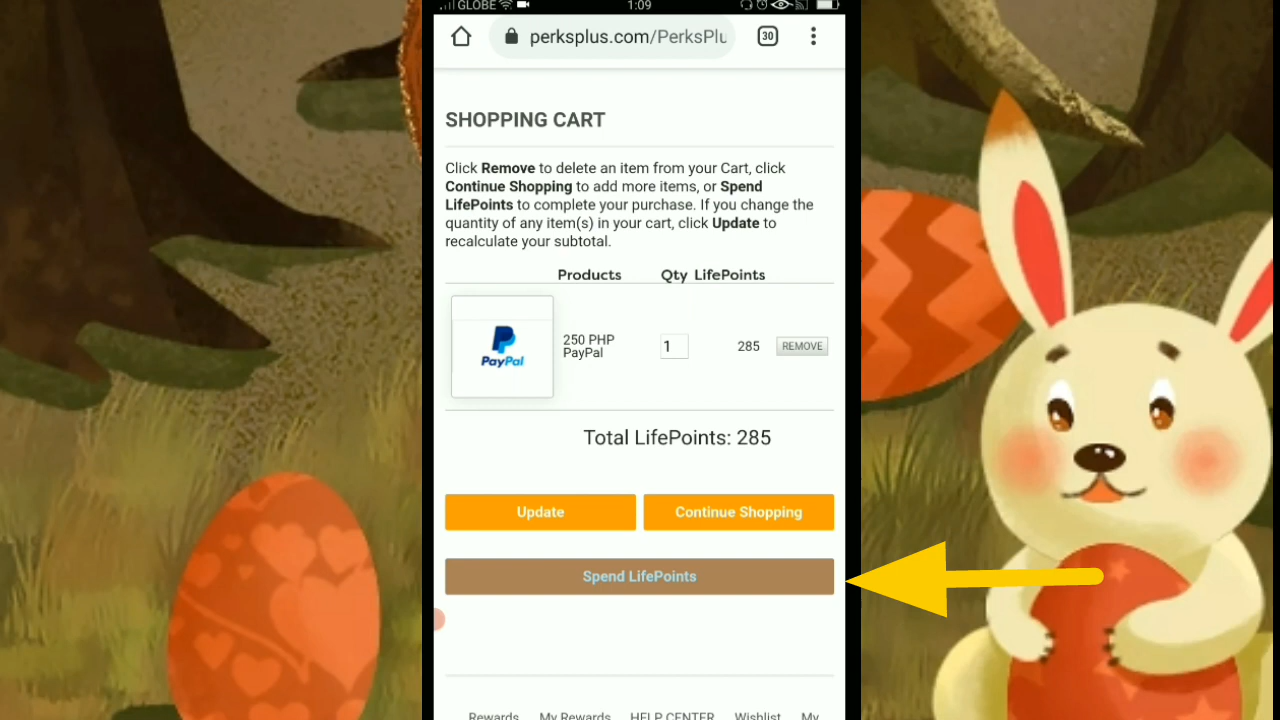 GLOBE 1:09
30
perksplus.com/PerksPlu
SHOPPING CART
Click Remove to delete an item from your Cart, click
Continue Shopping to add more items, or Spend
LifePoints to complete your purchase. If you change the
quantity of any item(s) in your cart, click Update to
recalculate your subtotal.
Products Qty LifePoints
PayPal
250 PHP
PayPal
1 285 REMOVE
Total LifePoints: 285
Update Continue Shopping
Spend LifePoints
Rewards My Rewards HELP CENTER Wishlist My